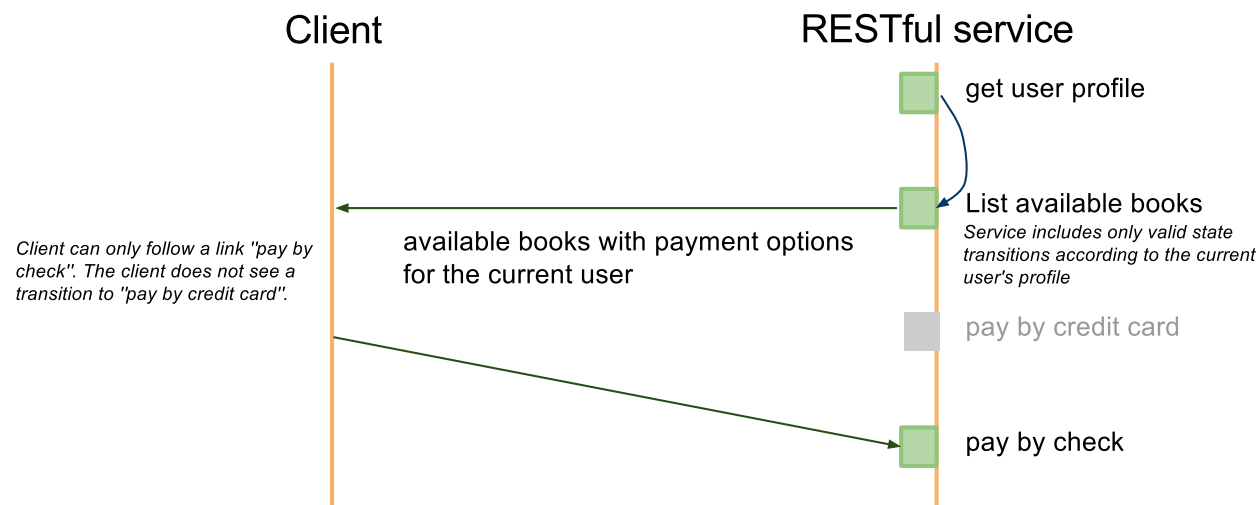 Client
RESTful service
get user profile
List available books
Service includes only valid state
transitions according to the current
user's profile
available books with payment options
for the current user
Client can only follow a link "pay by
check". The client does not see a
transition to "pay by credit card".
pay by credit card
pay by check